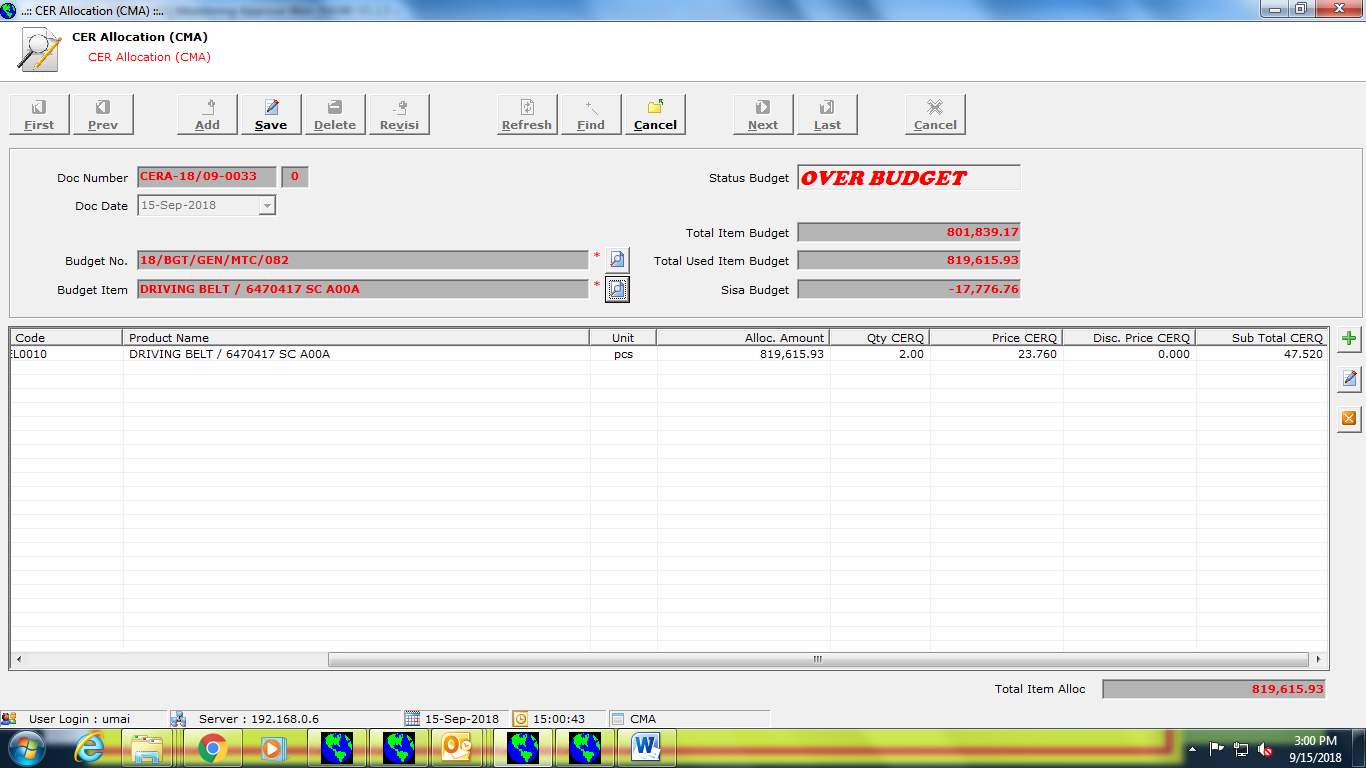 ..:: CER Allocation (CMA) ::..
CER Allocation (CMA)
CER Allocation (CMA)
First Prev Add Save Delete Revisi Refresh Find Cancel Next Last Cancel
Doc Number CERA-18/09-0033 0 Status Budget OVER BUDGET
Doc Date 15-Sep-2018
Total Item Budget 801,839.17
Budget No. 18/BGT/GEN/MTC/082 * Total Used Item Budget 819,615.93
Budget Item DRIVING BELT / 6470417 SC A00A * Sisa Budget -17,776.76
Code Product Name Unit Alloc. Amount Qty CERQ Price CERQ Disc. Price CERQ Sub Total CERQ
L0010 DRIVING BELT / 6470417 SC A00A pcs 819,615.93 2.00 23.760 0.000 47.520
Total Item Alloc 819,615.93
User Login : umai Server : 192.168.0.6 15-Sep-2018 15:00:43 CMA
3:00 PM
9/15/2018